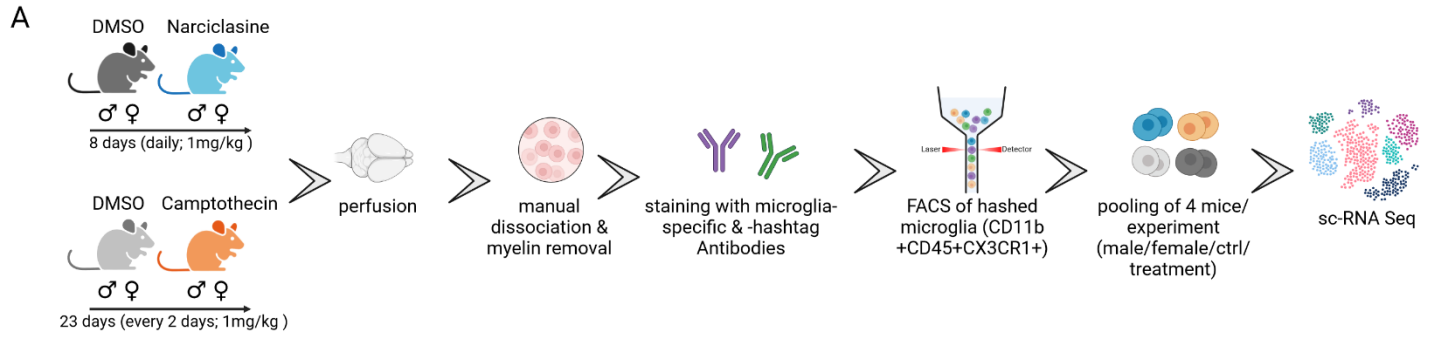 A
DMSO Narciclasine
♂ ♀ ♂ ♀
8 days (daily; 1mg/kg )
DMSO Camptothecin
♂ ♀ ♂ ♀
23 days (every 2 days; 1mg/kg )
perfusion
manual
dissociation &
myelin removal
staining with microglia-
specific & -hashtag
Antibodies
Laser Detector
FACS of hashed
microglia (CD11b
+CD45+CX3CR1+)
pooling of 4 mice/
experiment
(male/female/ctrl/
treatment)
sc-RNA Seq